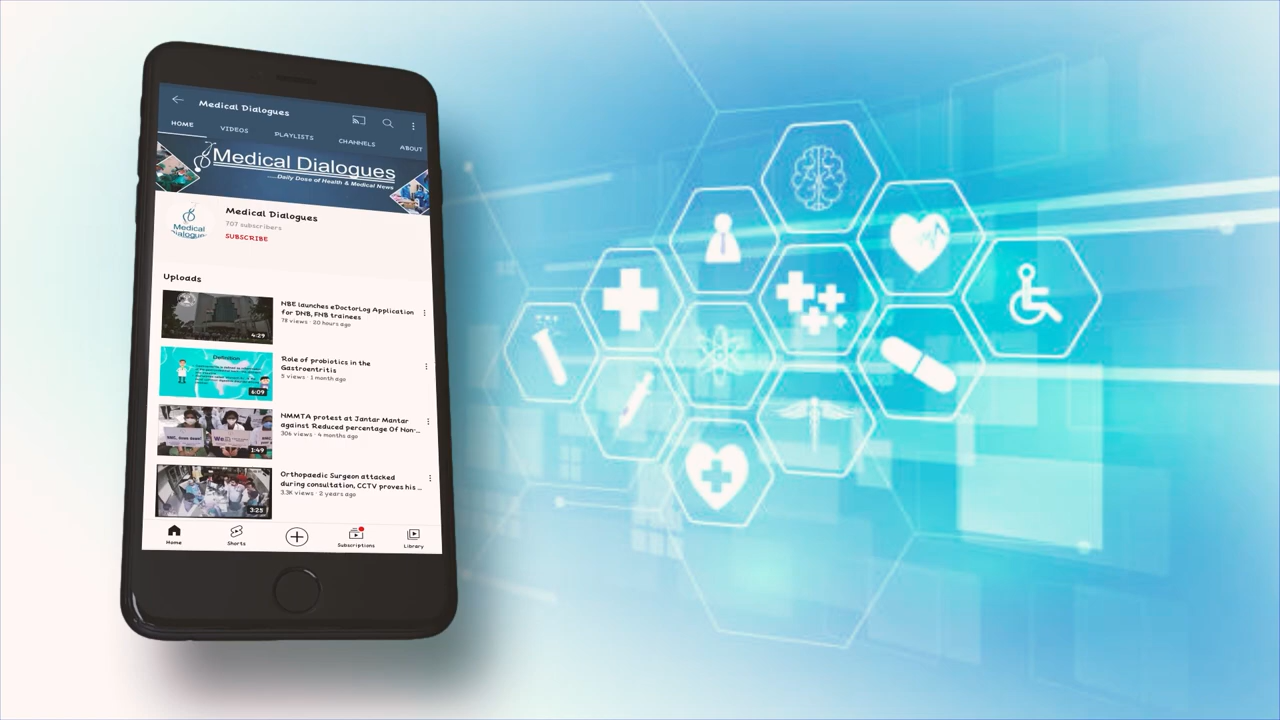 Medical Dialogues
HOME VIDEOS PLAYLISTS CHANNELS ABOUT
Medical Dialogues
.....Daily Dose of Health & Medical News
Medical Dialogues
707 subscribers
SUBSCRIBE
Medical
Dialogues
Uploads
NBE launches eDoctorLog Application
for DNB, FNB trainees
78 views · 20 hours ago
4:29
Role of probiotics in the
Gastroentritis
5 views · 1 month ago
Definition
6:09
NMMTA protest at Jantar Mantar
against Reduced percentage Of Non-...
306 views · 4 months ago
1:49
Orthopaedic Surgeon attacked
during consultation, CCTV proves his ...
3.3K views · 2 years ago
3:25
Home Shorts Subscriptions Library